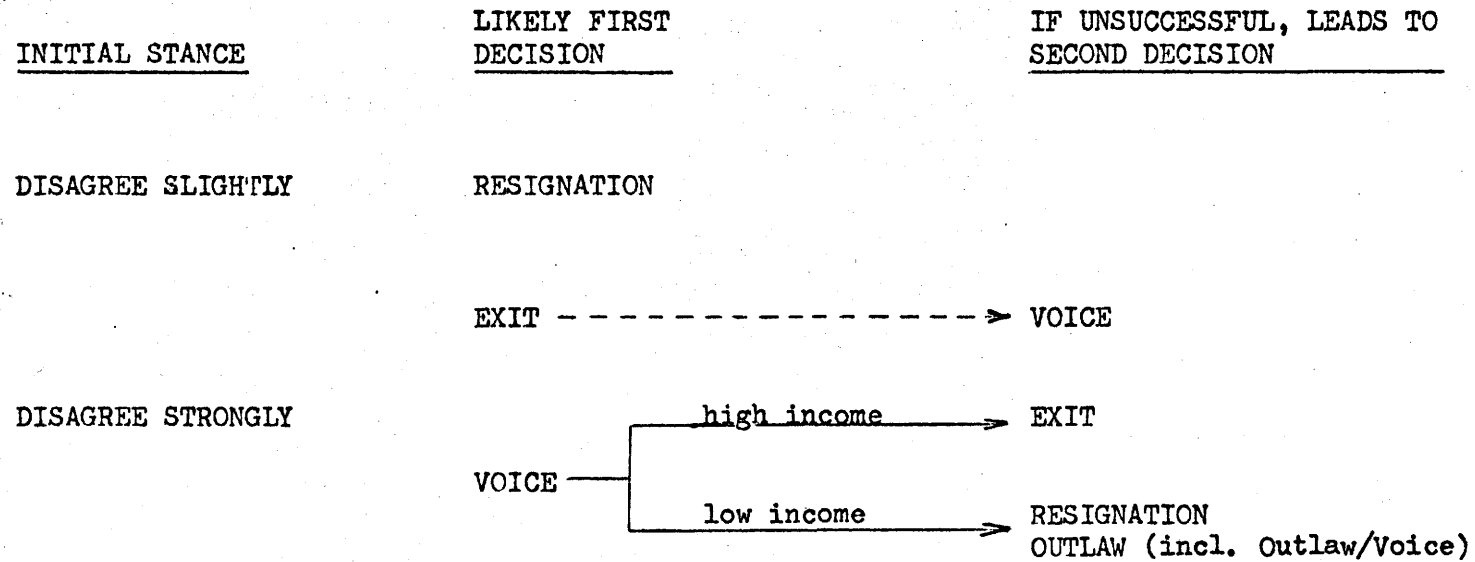 LIKELY FIRST
IF UNSUCCESSFUL, LEADS TO
INITIAL STANCE
DECISION
SECOND DECISION
DISAGREE SLIGHTLY
RESIGNATION
EXIT
VOICE
DISAGREE STRONGLY
high income
EXIT
VOICE
low income
RESIGNATION
OUTLAW (incl. Outlaw/Voice)